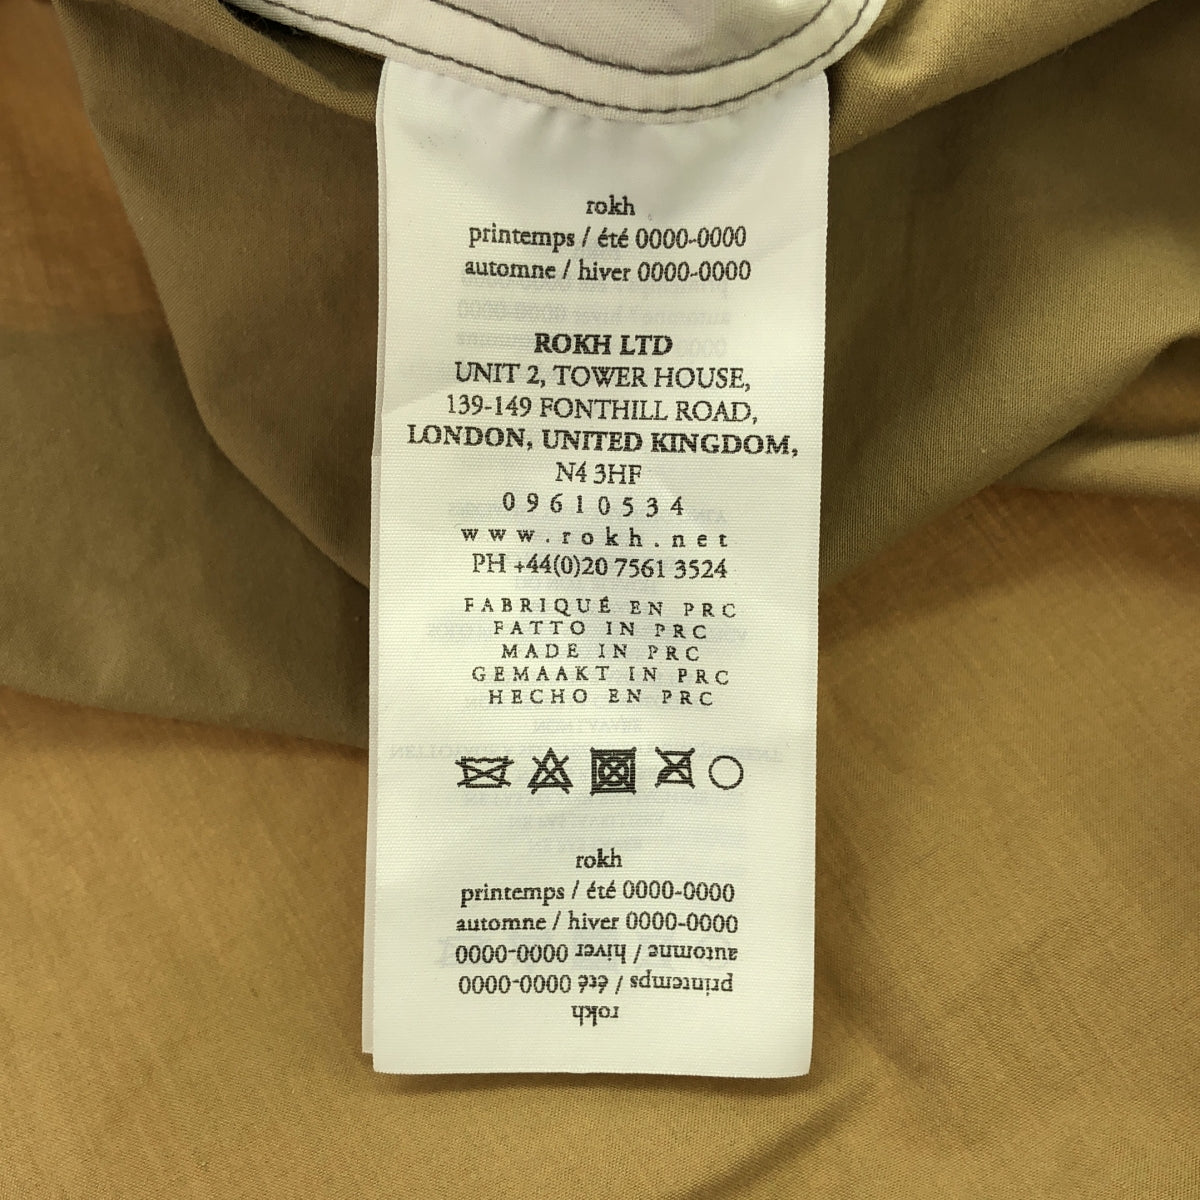 rokh
printemps / été 0000-0000
automne / hiver 0000-0000
ROKH LTD
UNIT 2, TOWER HOUSE,
139-149 FONTHILL ROAD,
LONDON, UNITED KINGDOM,
N4 3HF
09610534
www.rokh.net
PH +44(0)20 7561 3524
FABRIQUÉ EN PRC
FATTO IN PRC
MADE IN PRC
GEMAAKT IN PRC
HECHO EN PRC
rokh
printemps / été 0000-0000
automne / hiver 0000-0000
automne / hiver 0000-0000
printemps / été 0000-0000
rokh